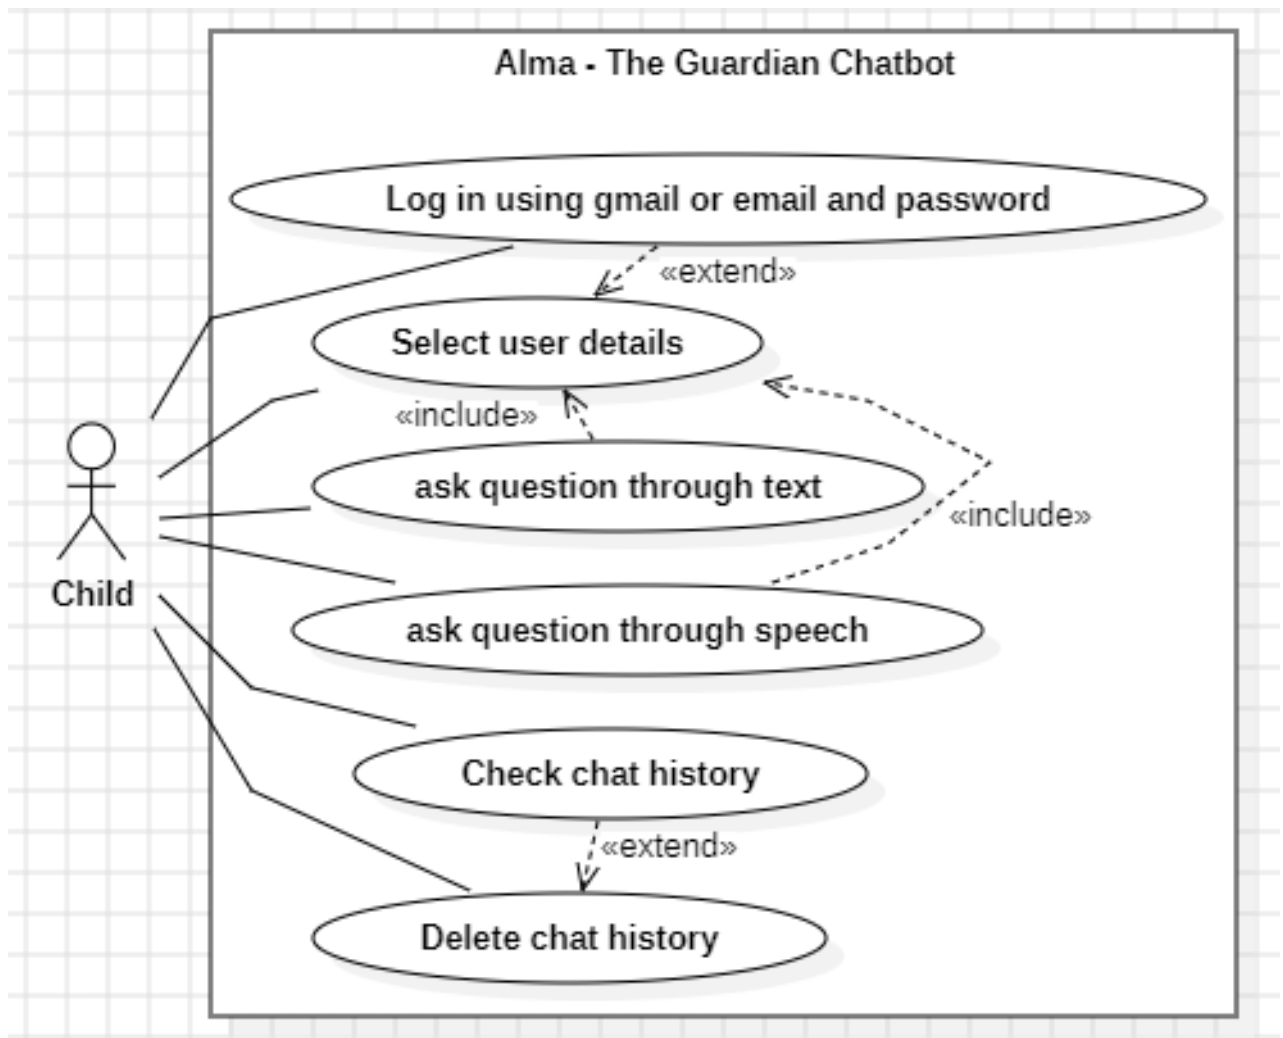 Alma - The Guardian Chatbot
Log in using gmail or email and password
«extend»
Select user details
«include»
ask question through text
«include»
Child
ask question through speech
Check chat history
«extend»
Delete chat history